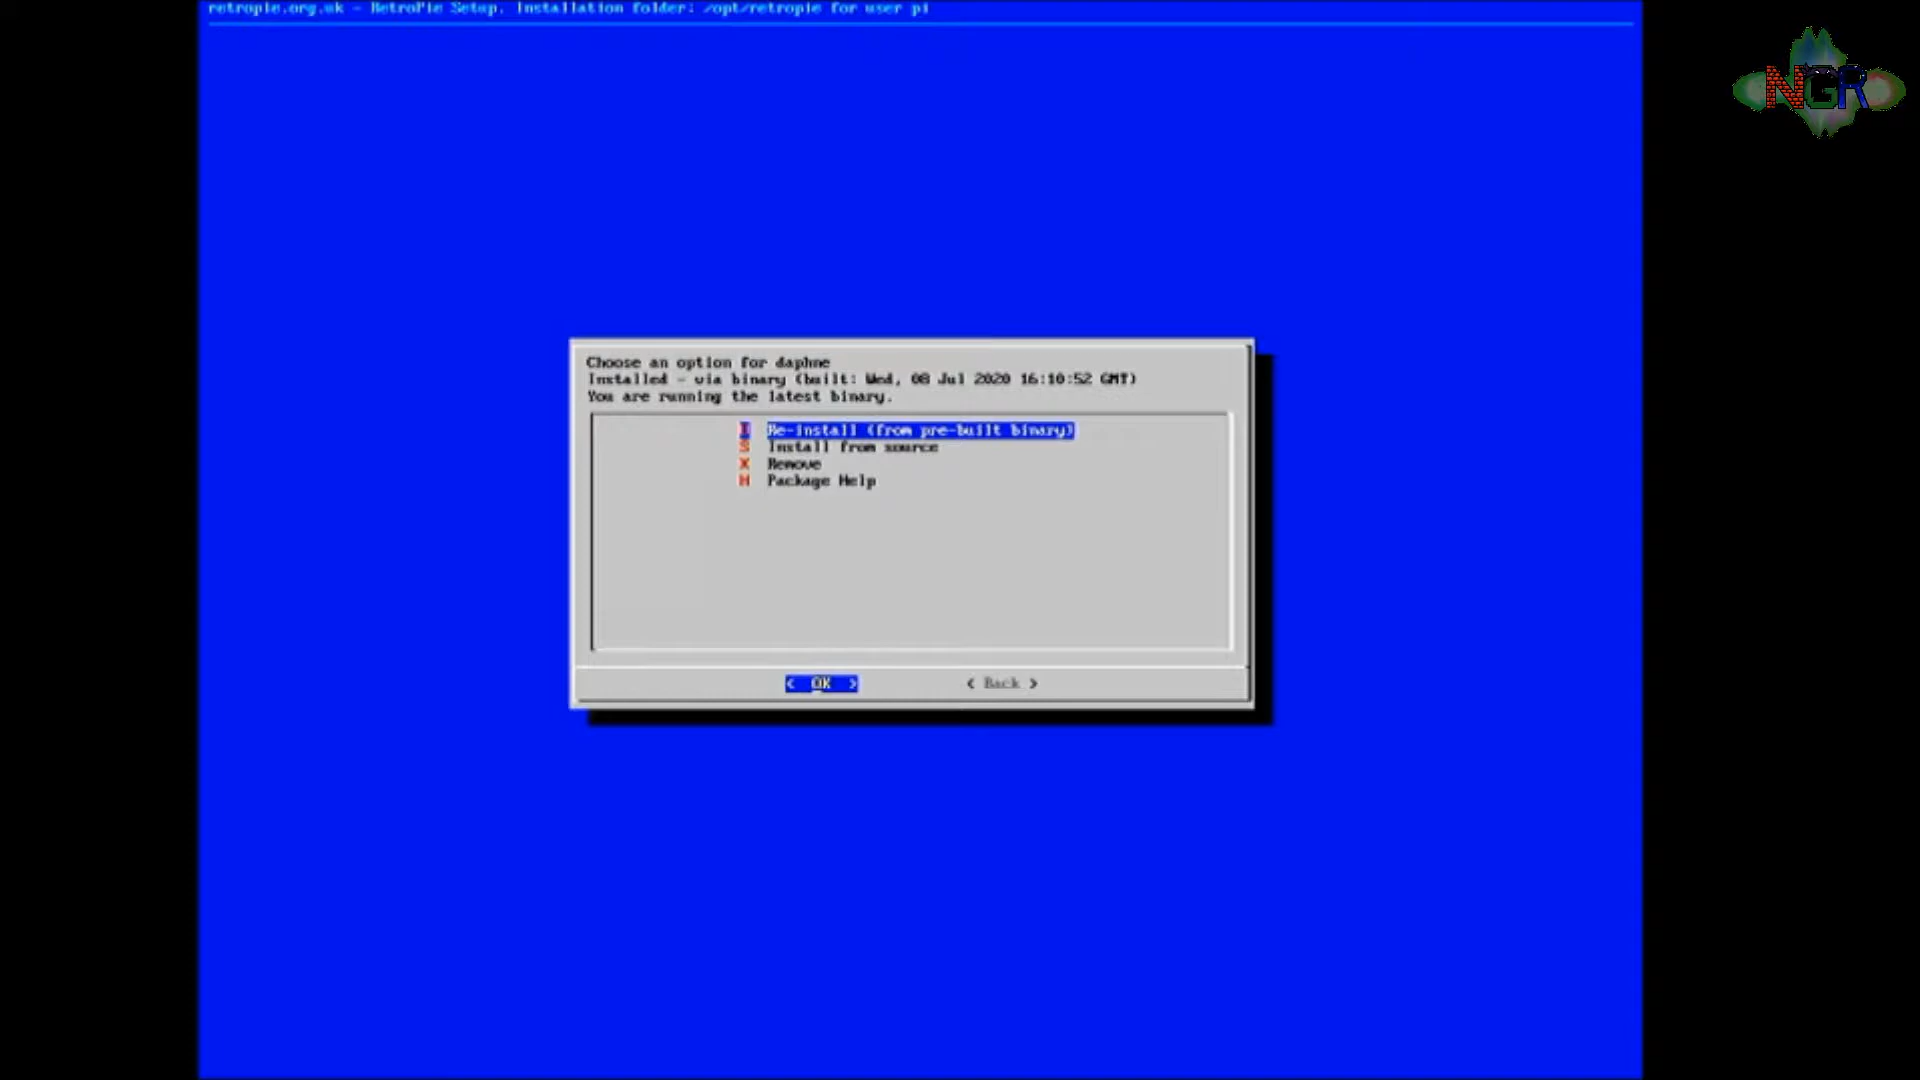 retropie.org.uk - RetroPie Setup. Installation folder: /opt/retropie for user pi
NGR
Choose an option for daphne
Installed - via binary (built: Wed, 08 Jul 2020 16:10:52 GMT)
You are running the latest binary.
I Re-install (from pre-built binary)
S Install from source
X Remove
H Package Help
< OK >
< Back >